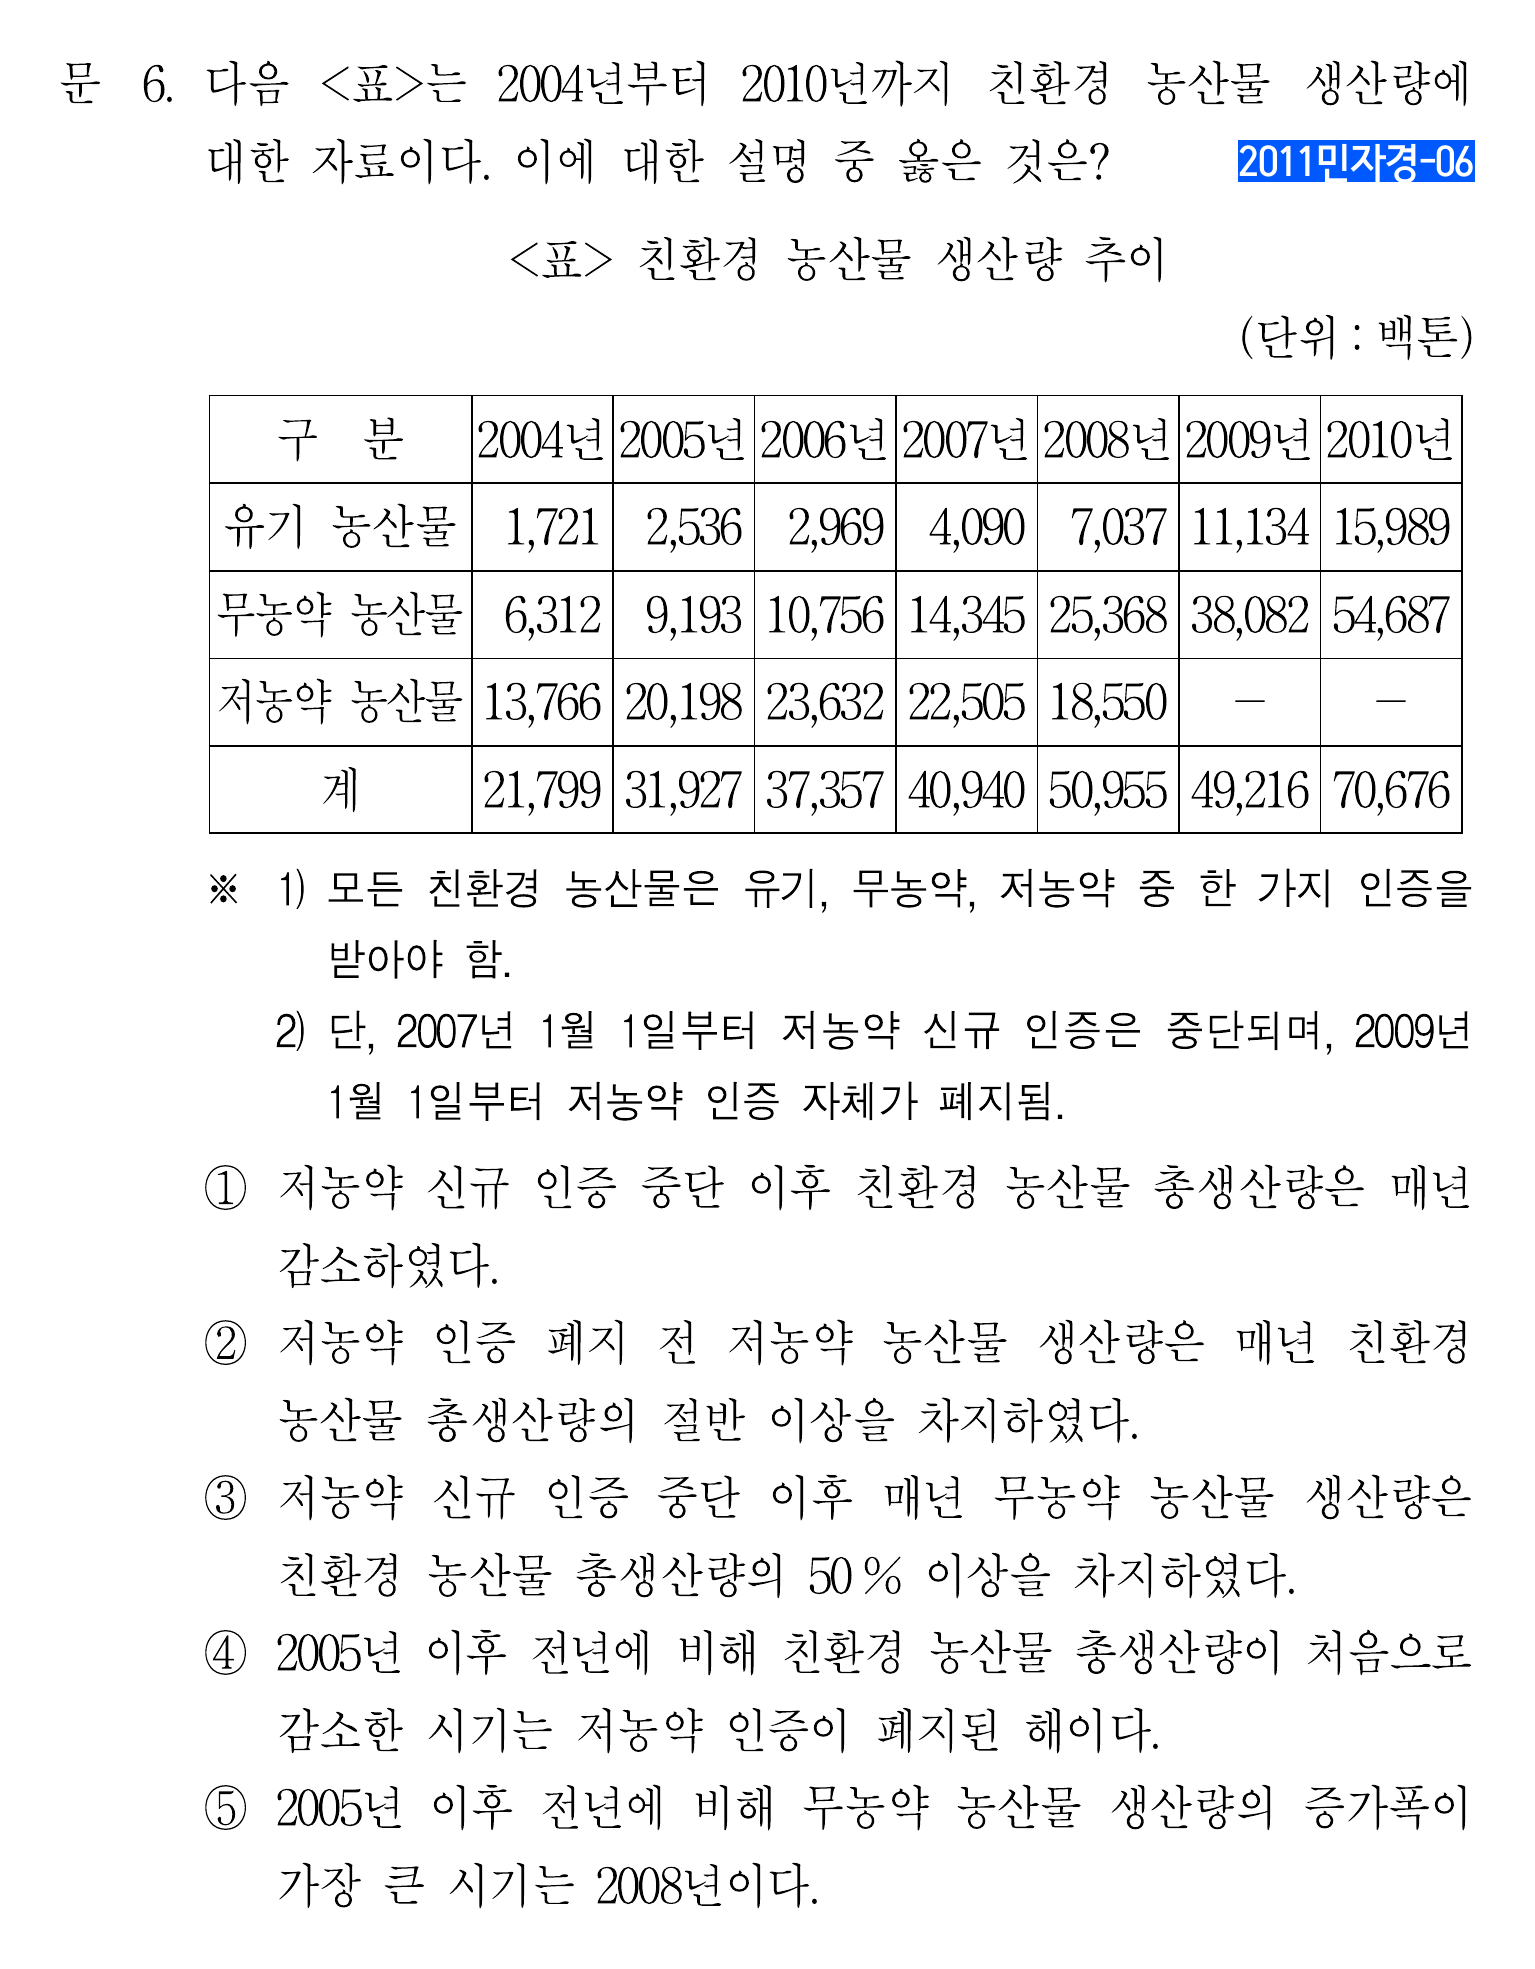 문 6. 다음 <표>는 2004년부터 2010년까지 친환경 농산물 생산량에
대한 자료이다. 이에 대한 설명 중 옳은 것은?
2011민자경-06
<표> 친환경 농산물 생산량 추이
(단위 : 백톤)
구 분 2004년 2005년 2006년 2007년 2008년 2009년 2010년
유기 농산물 1,721 2,536 2,969 4,090 7,037 11,134 15,989
무농약 농산물 6,312 9,193 10,756 14,345 25,368 38,082 54,687
저농약 농산물 13,766 20,198 23,632 22,505 18,550 － －
계 21,799 31,927 37,357 40,940 50,955 49,216 70,676
※ 1) 모든 친환경 농산물은 유기, 무농약, 저농약 중 한 가지 인증을
받아야 함.
2) 단, 2007년 1월 1일부터 저농약 신규 인증은 중단되며, 2009년
1월 1일부터 저농약 인증 자체가 폐지됨.
① 저농약 신규 인증 중단 이후 친환경 농산물 총생산량은 매년
감소하였다.
② 저농약 인증 폐지 전 저농약 농산물 생산량은 매년 친환경
농산물 총생산량의 절반 이상을 차지하였다.
③ 저농약 신규 인증 중단 이후 매년 무농약 농산물 생산량은
친환경 농산물 총생산량의 50％ 이상을 차지하였다.
④ 2005년 이후 전년에 비해 친환경 농산물 총생산량이 처음으로
감소한 시기는 저농약 인증이 폐지된 해이다.
⑤ 2005년 이후 전년에 비해 무농약 농산물 생산량의 증가폭이
가장 큰 시기는 2008년이다.